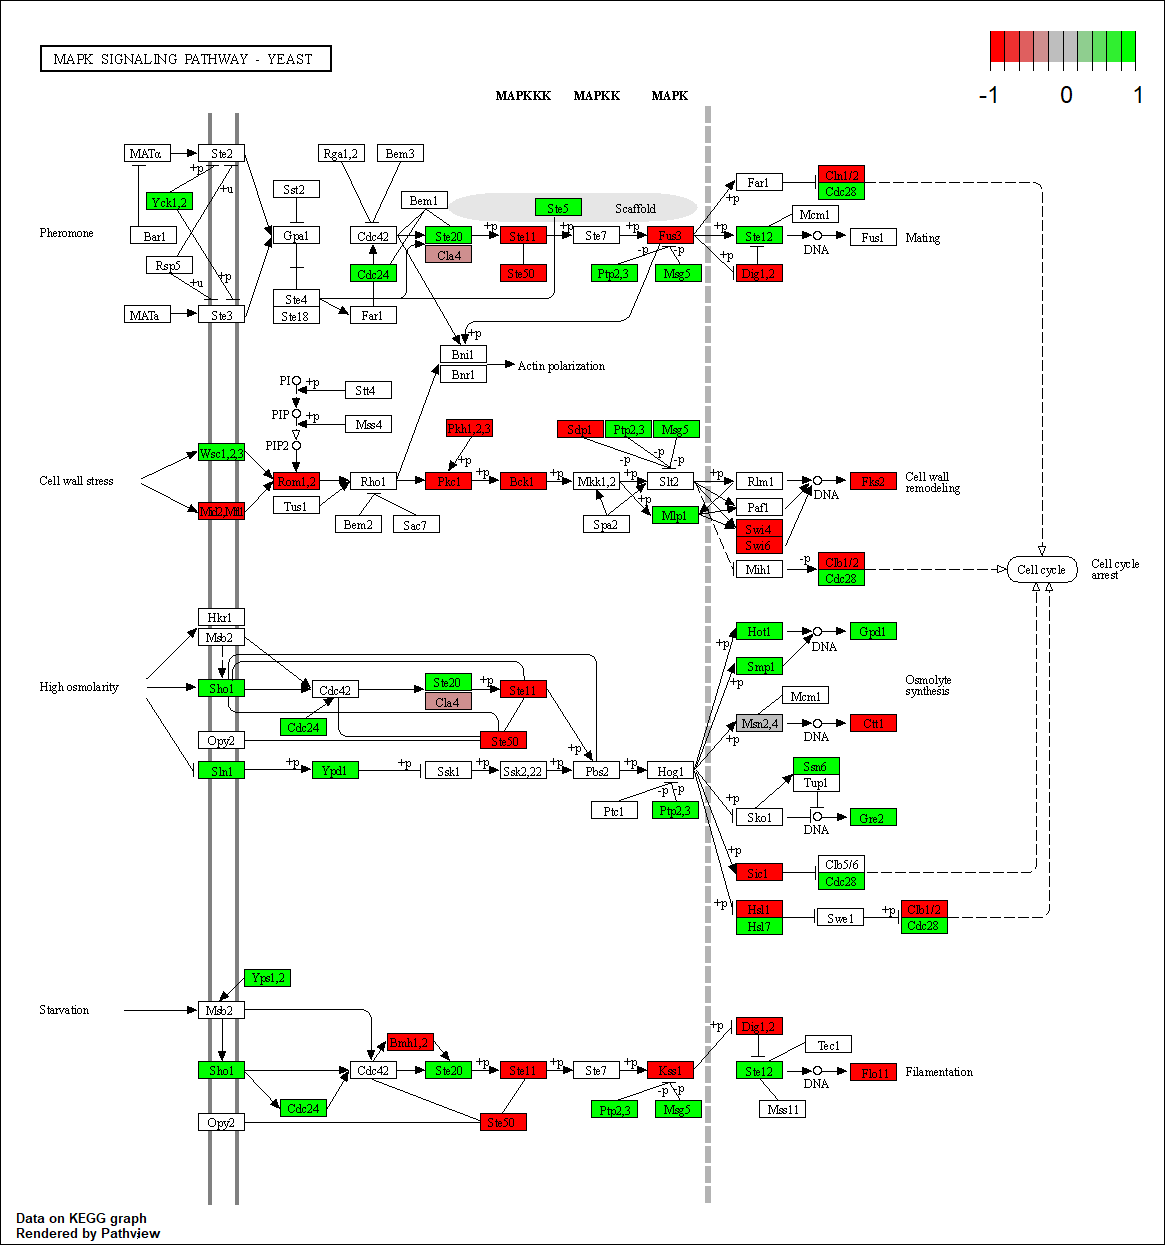 MAPK SIGNALING PATHWAY - YEAST
-1 0 1
MAPKKK MAPKK MAPK
MATα Ste2 Rga1,2 Bem3
+p
+u
Yck1,2
Sst2
Bem1
Ste5 Scaffold
Far1
Cln1/2
Cdc28
+p
Mcm1
Pheromone
Bar1 Gpa1 Cdc42 Ste20 +p Ste11 +p Ste7 +p Fus3 +p Ste12 DNA Fus1 Mating
Cla4
-p -p
Rsp5
+u +p
Cdc24 Ste50 Ptp2,3 Msg5 +p Dig1,2
Ste4
MATa Ste3 Ste18 Far1
+p
Bni1
Bnr1
Actin polarization
PI +p Stt4
PIP +p Mss4
PIP2
Pkh1,2,3 Sdp1 Ptp2,3 Msg5
Wsc1,2,3
+p -p -p
Cell wall stress
Rom1,2 Rho1 Pkc1 +p Bck1 +p Mkk1,2 +p Slt2 +p Rlm1 DNA Fks2
Cell wall
remodeling
Mid2,Mtl1
Tus1
+p
Paf1
Bem2 Sac7 Spa2 Mlp1
Swi4
Swi6
Mih1 -p Clb1/2
Cdc28
Cell cycle
Cell cycle
arrest
Hkr1
Msb2
Hot1 DNA Gpd1
+p
Smp1
+p
High osmolarity
Sho1 Cdc42 Ste20 +p Ste11
Cla4
Osmolyte
synthesis
Mcm1
Cdc24
Msn2,4 DNA Ctt1
+p
Opy2 Ste50
+p
Sln1 +p Ypd1 +p Ssk1 +p Ssk2,22 +p Pbs2 +p Hog1
Ssn6
Tup1
-p -p
Ptc1 Ptp2,3
+p
Sko1 DNA Gre2
+p
Sic1 Clb5/6
Cdc28
+p
Hsl1
Hsl7
Swe1 +p Clb1/2
Cdc28
Yps1,2
Starvation
Msb2
+p
Dig1,2
Bmh1,2
Tec1
Sho1 Cdc42 Ste20 +p Ste11 +p Ste7 +p Kss1 Ste12 DNA Flo11 Filamentation
-p -p
Cdc24 Ptp2,3 Msg5 Mss11
Opy2 Ste50
Data on KEGG graph
Rendered by Pathview